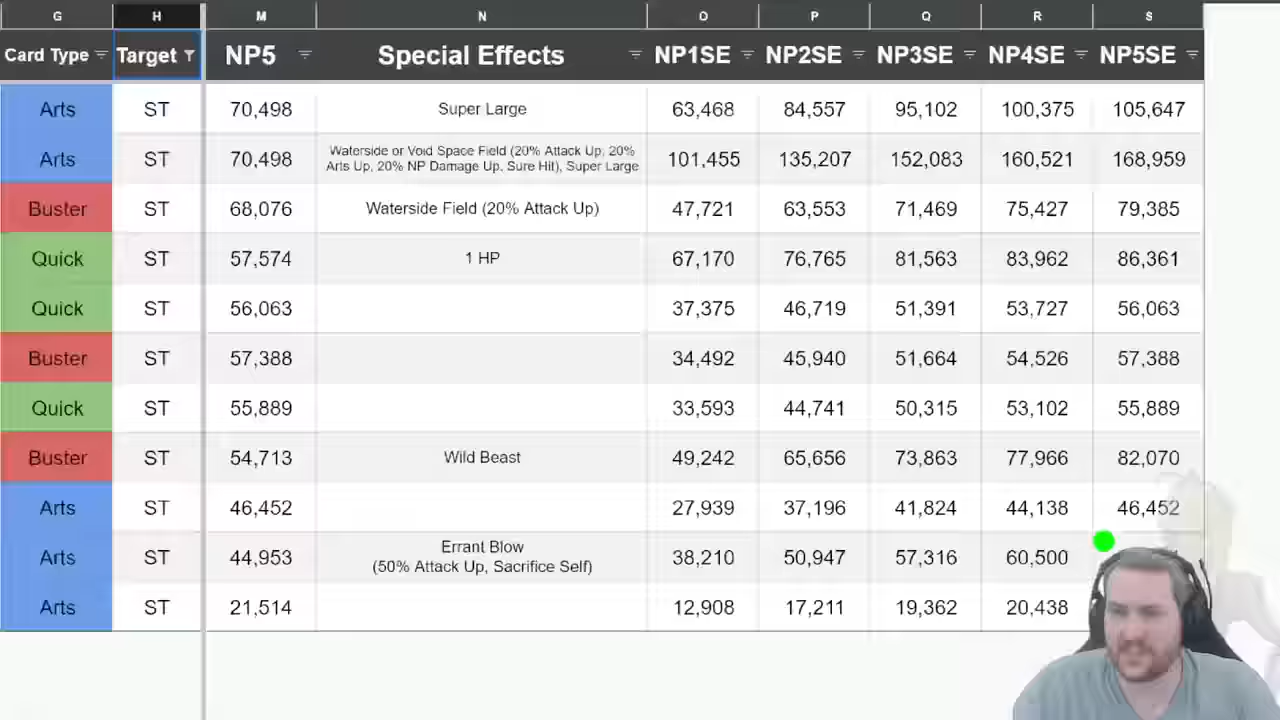 G H M N O P Q R S
Card Type Target NP5 Special Effects NP1SE NP2SE NP3SE NP4SE NP5SE
Arts ST 70,498 Super Large 63,468 84,557 95,102 100,375 105,647
Waterside or Void Space Field (20% Attack Up, 20%
Arts ST 70,498 Arts Up, 20% NP Damage Up, Sure Hit), Super Large 101,455 135,207 152,083 160,521 168,959
Buster ST 68,076 Waterside Field (20% Attack Up) 47,721 63,553 71,469 75,427 79,385
Quick ST 57,574 1 HP 67,170 76,765 81,563 83,962 86,361
Quick ST 56,063 37,375 46,719 51,391 53,727 56,063
Buster ST 57,388 34,492 45,940 51,664 54,526 57,388
Quick ST 55,889 33,593 44,741 50,315 53,102 55,889
Buster ST 54,713 Wild Beast 49,242 65,656 73,863 77,966 82,070
Arts ST 46,452 27,939 37,196 41,824 44,138 46,452
Errant Blow
Arts ST 44,953 (50% Attack Up, Sacrifice Self) 38,210 50,947 57,316 60,500
Arts ST 21,514 12,908 17,211 19,362 20,438